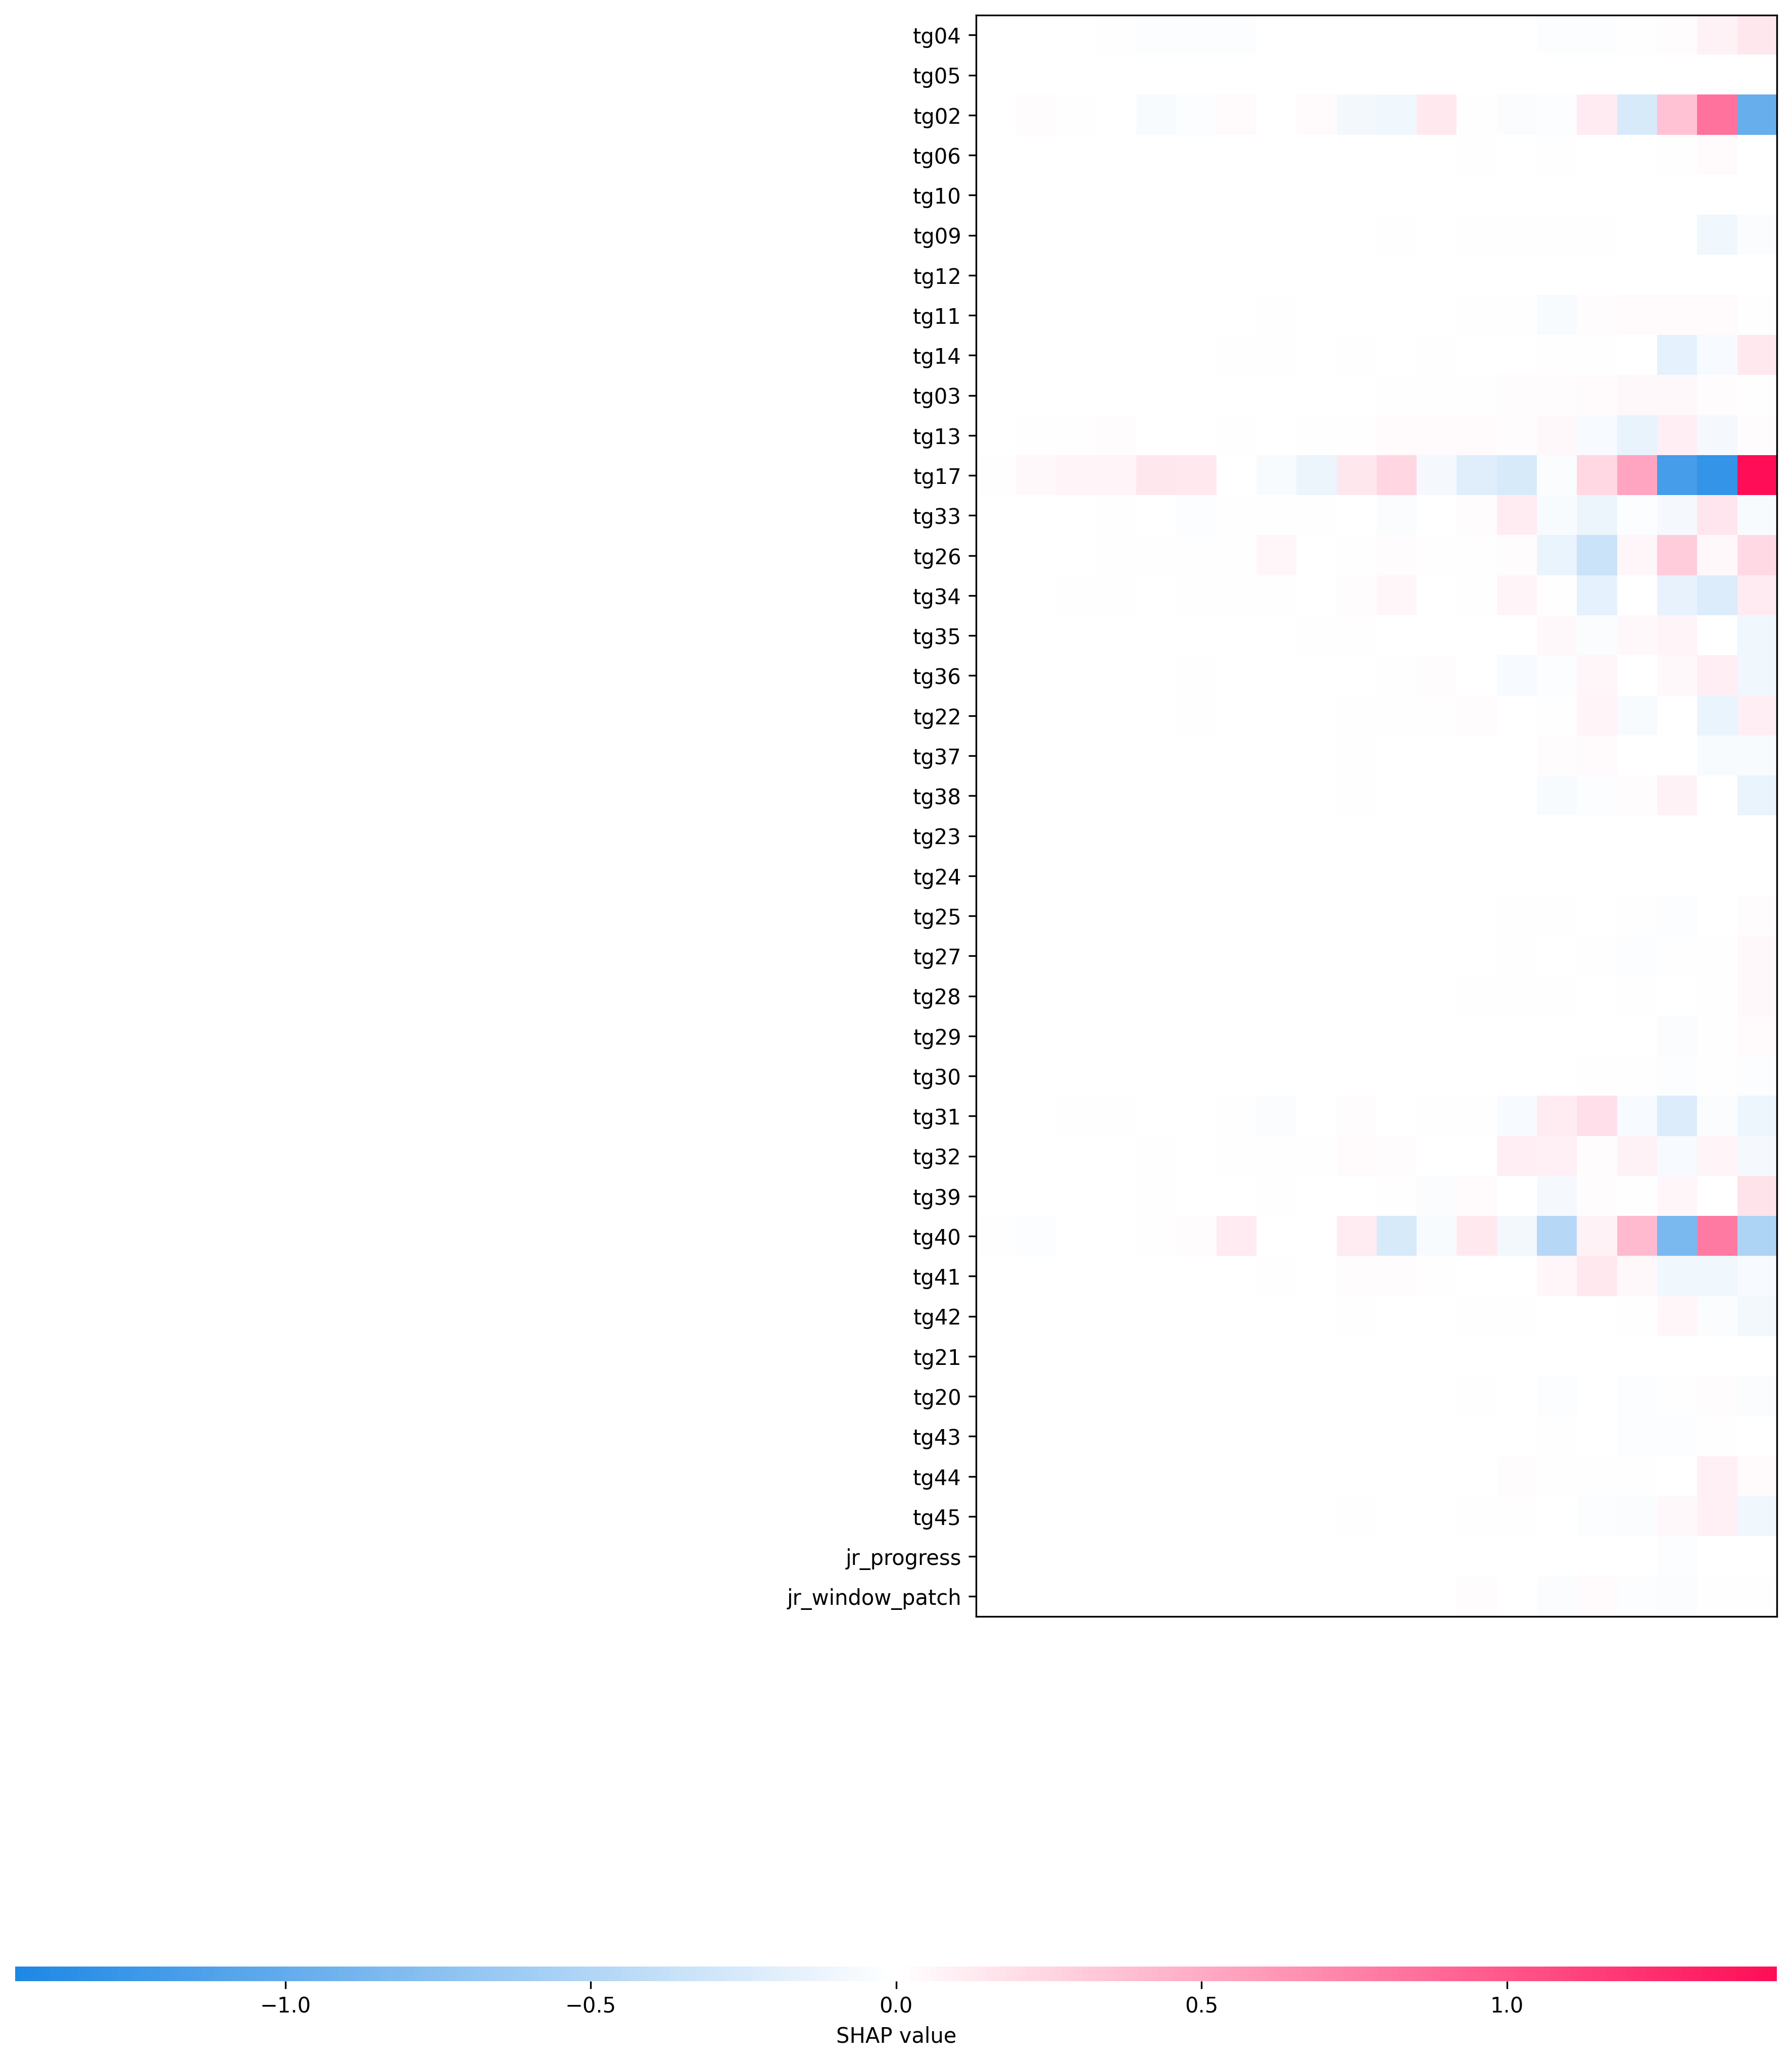 tg04
tg05
tg02
tg06
tg10
tg09
tg12
tg11
tg14
tg03
tg13
tg17
tg33
tg26
tg34
tg35
tg36
tg22
tg37
tg38
tg23
tg24
tg25
tg27
tg28
tg29
tg30
tg31
tg32
tg39
tg40
tg41
tg42
tg21
tg20
tg43
tg44
tg45
jr_progress
jr_window_patch
−1.0 −0.5 0.0 0.5 1.0
SHAP value